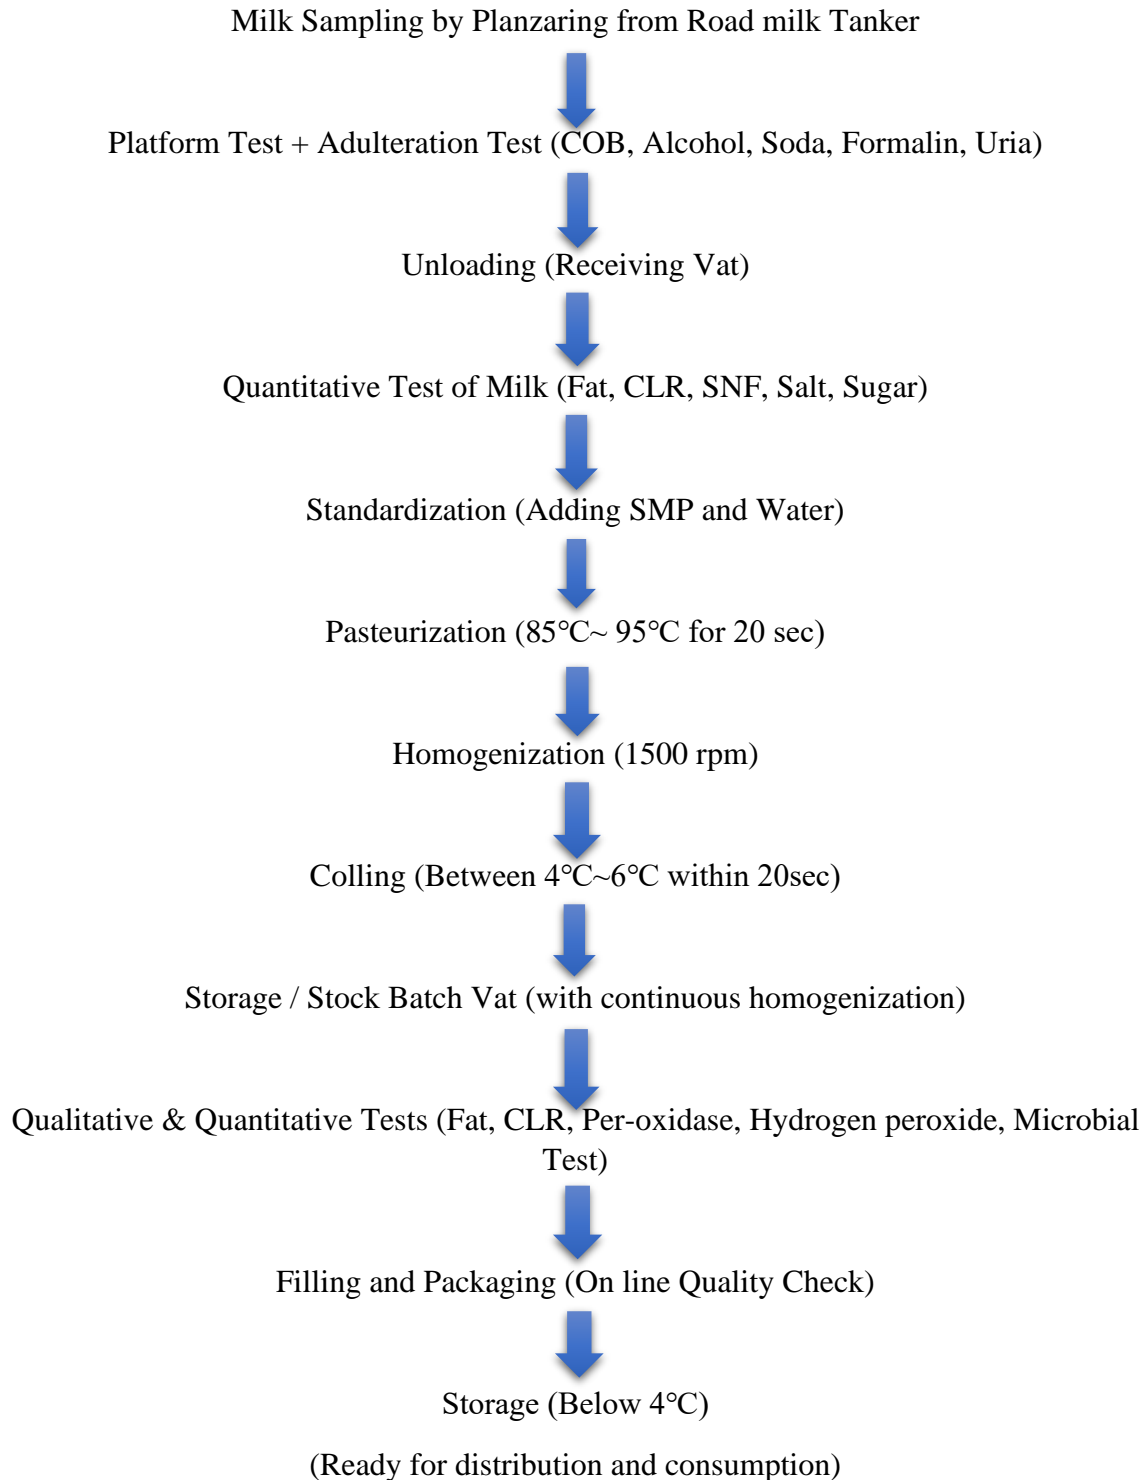 Milk Sampling by Planzaring from Road milk Tanker
Platform Test + Adulteration Test (COB, Alcohol, Soda, Formalin, Uria)
Unloading (Receiving Vat)
Quantitative Test of Milk (Fat, CLR, SNF, Salt, Sugar)
Standardization (Adding SMP and Water)
Pasteurization (85℃~ 95℃ for 20 sec)
Homogenization (1500 rpm)
Colling (Between 4℃~6℃ within 20sec)
Storage / Stock Batch Vat (with continuous homogenization)
Qualitative & Quantitative Tests (Fat, CLR, Per-oxidase, Hydrogen peroxide, Microbial
Test)
Filling and Packaging (On line Quality Check)
Storage (Below 4℃)
(Ready for distribution and consumption)